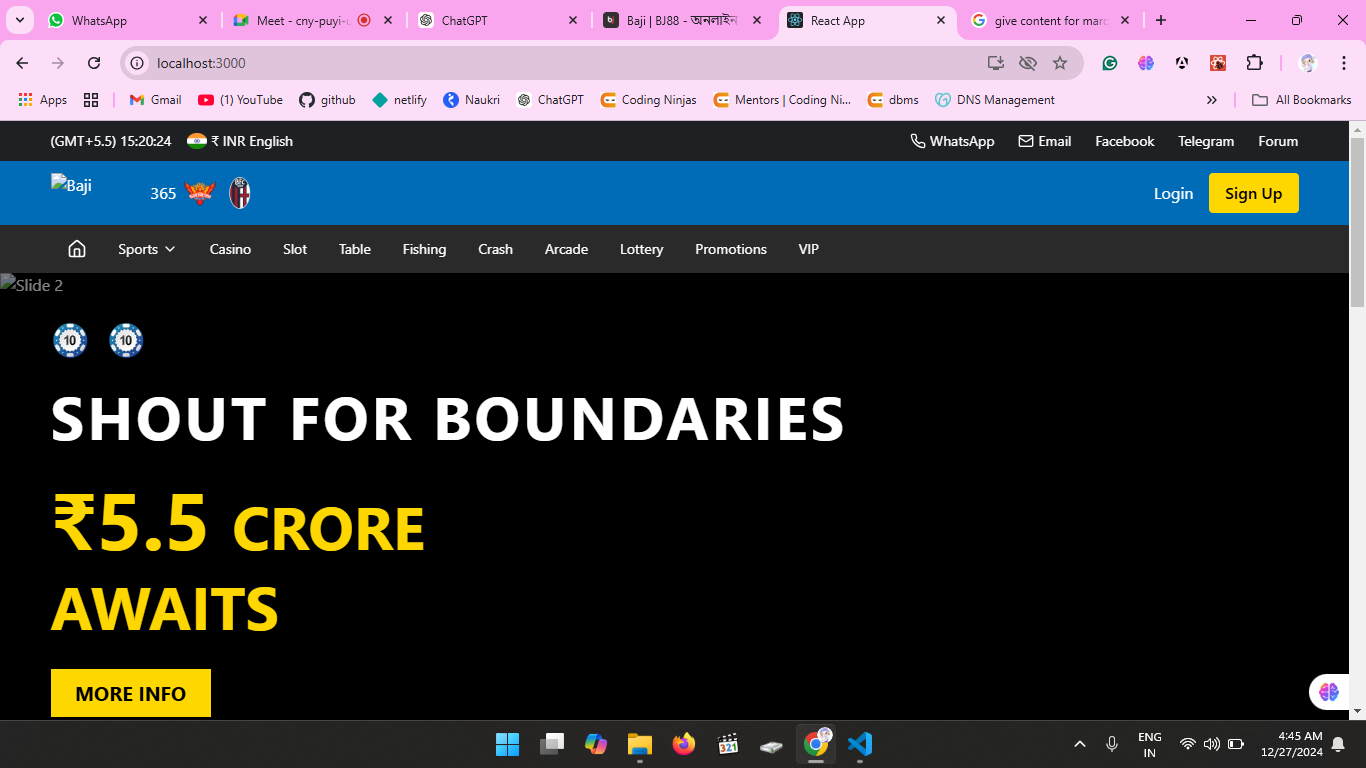 WhatsApp
Meet - cny-puyi-u
ChatGPT
Baji | BJ88 - অনলাইন
React App
give content for marq
localhost:3000
Apps
Gmail
(1) YouTube
github
netlify
Naukri
ChatGPT
Coding Ninjas
Mentors | Coding Ni...
dbms
DNS Management
All Bookmarks
(GMT+5.5) 15:20:24
₹ INR English
WhatsApp
Email
Facebook
Telegram
Forum
Baji
365
Login
Sign Up
Sports
Casino
Slot
Table
Fishing
Crash
Arcade
Lottery
Promotions
VIP
Slide 2
10
10
SHOUT FOR BOUNDARIES
₹5.5 CRORE
AWAITS
MORE INFO
321
ENG
IN
4:45 AM
12/27/2024